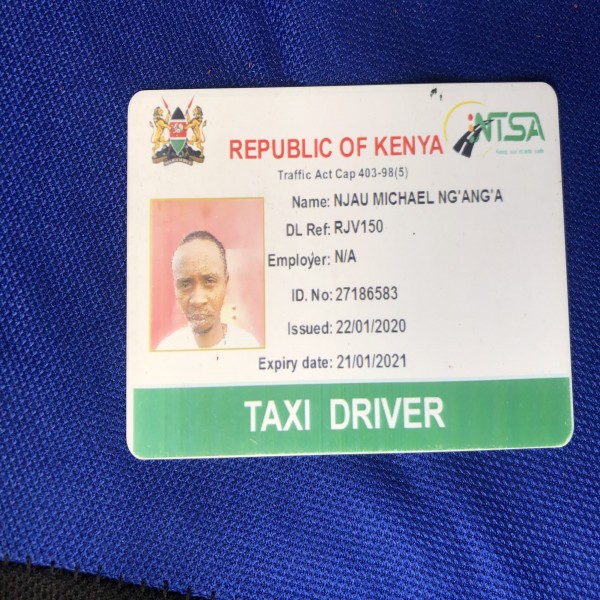 NTSA
REPUBLIC OF KENYA
Traffic Act Cap 403-98(5)
Name: NJAU MICHAEL NG'ANG'A
DL Ref: RJV150
Employer: N/A
ID. No: 27186583
Issued: 22/01/2020
Expiry date: 21/01/2021
TAXI DRIVER